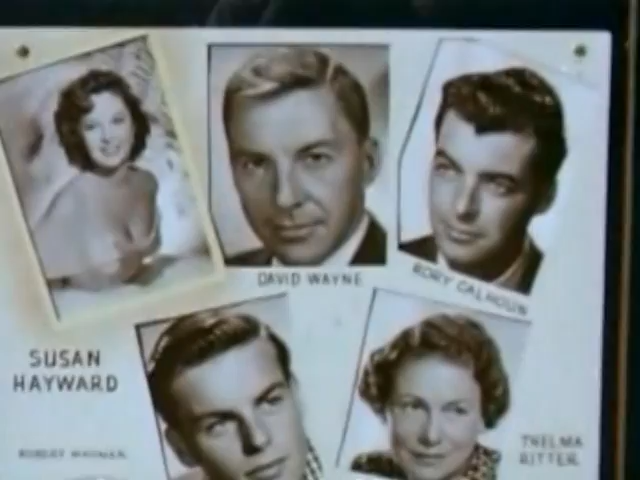 DAVID WAYNE
RORY CALHOUN
SUSAN
HAYWARD
THELMA
RITTER
ROBERT WAGNER